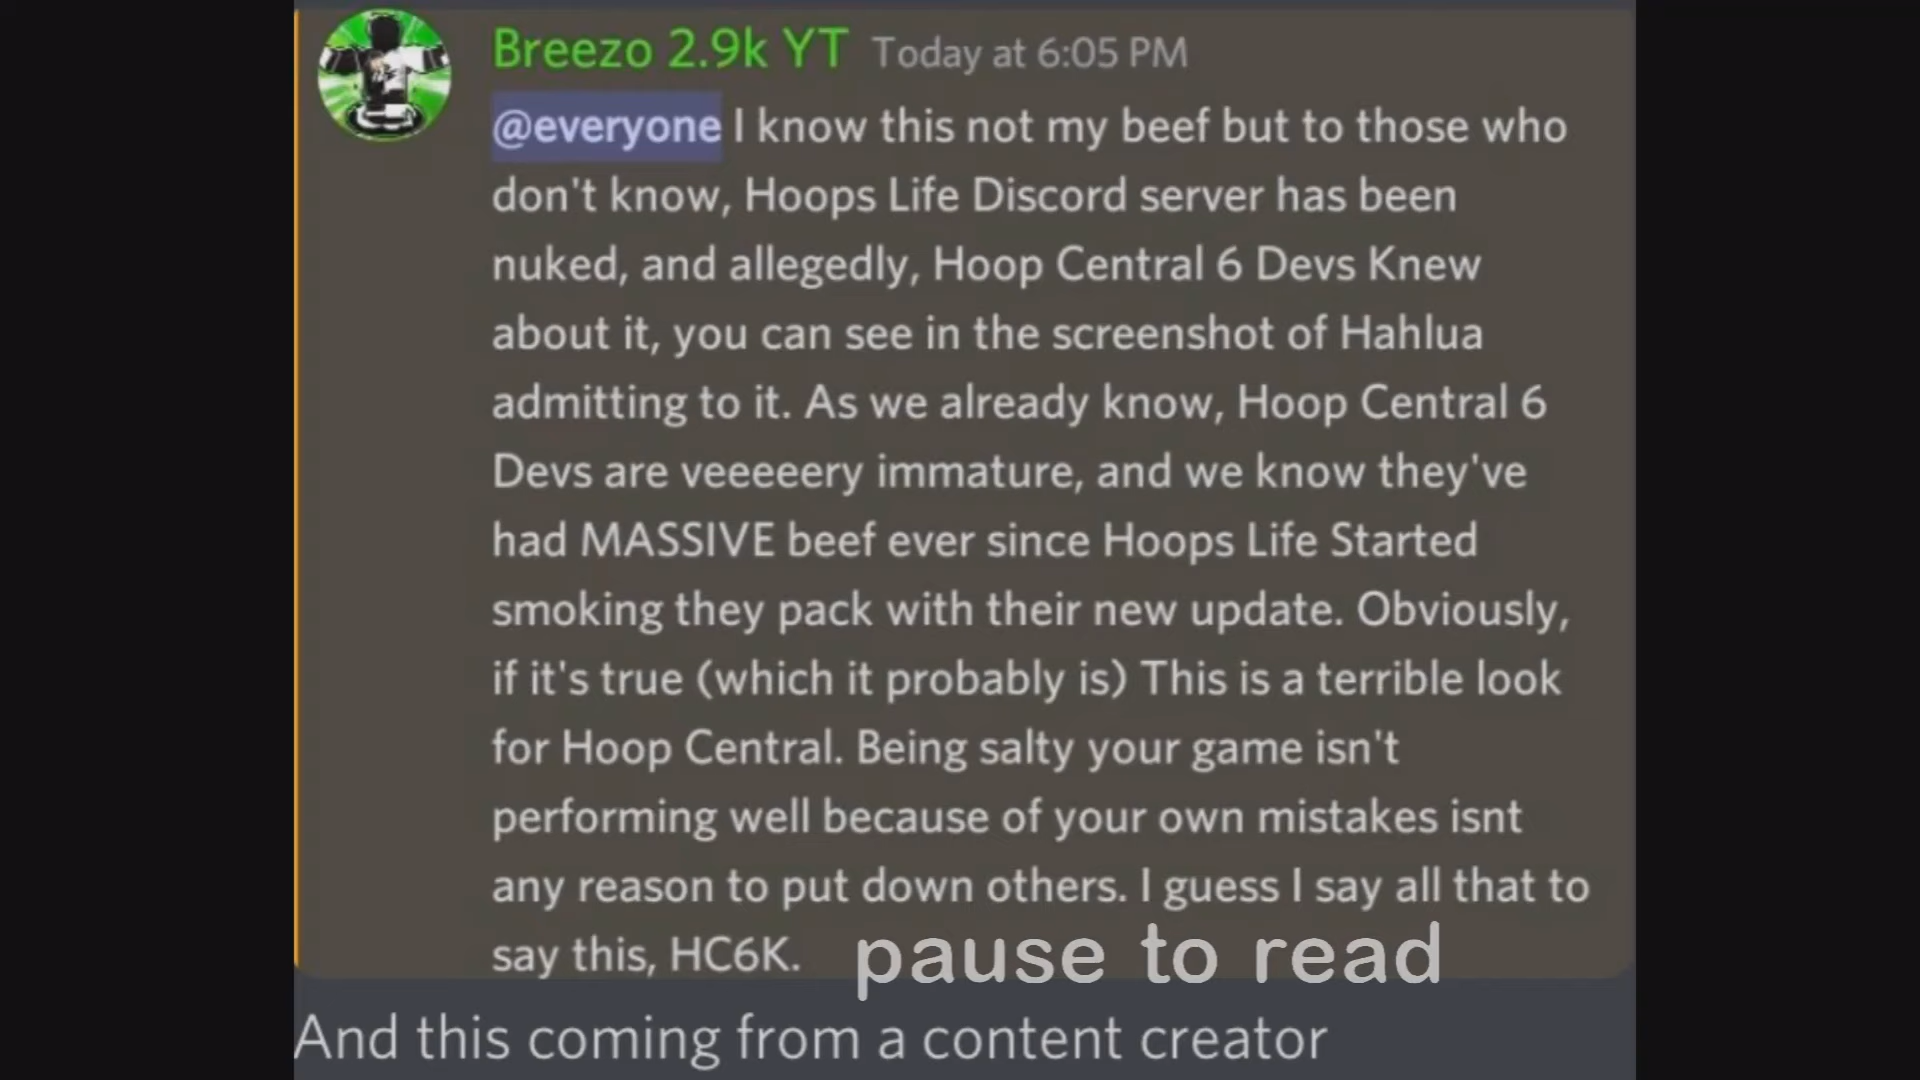 Breezo 2.9k YT Today at 6:05 PM
@everyone I know this not my beef but to those who
don't know, Hoops Life Discord server has been
nuked, and allegedly, Hoop Central 6 Devs Knew
about it, you can see in the screenshot of Hahlua
admitting to it. As we already know, Hoop Central 6
Devs are veeeeery immature, and we know they've
had MASSIVE beef ever since Hoops Life Started
smoking they pack with their new update. Obviously,
if it's true (which it probably is) This is a terrible look
for Hoop Central. Being salty your game isn't
performing well because of your own mistakes isnt
any reason to put down others. I guess I say all that to
say this, HC6K.
pause to read
And this coming from a content creator